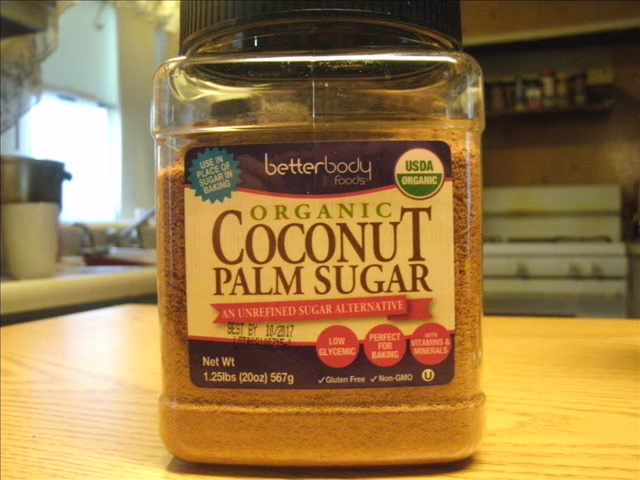 USE IN
PLACE OF
SUGAR IN
BAKING
betterbody
foods
USDA
ORGANIC
ORGANIC
COCONUT
PALM SUGAR
AN UNREFINED SUGAR ALTERNATIVE
BEST BY 10/2017
LOW
GLYCEMIC
PERFECT
FOR
BAKING
WITH
VITAMINS &
MINERALS
Net Wt
1.25lbs (20oz) 567g
✓Gluten Free ✓Non-GMO
U